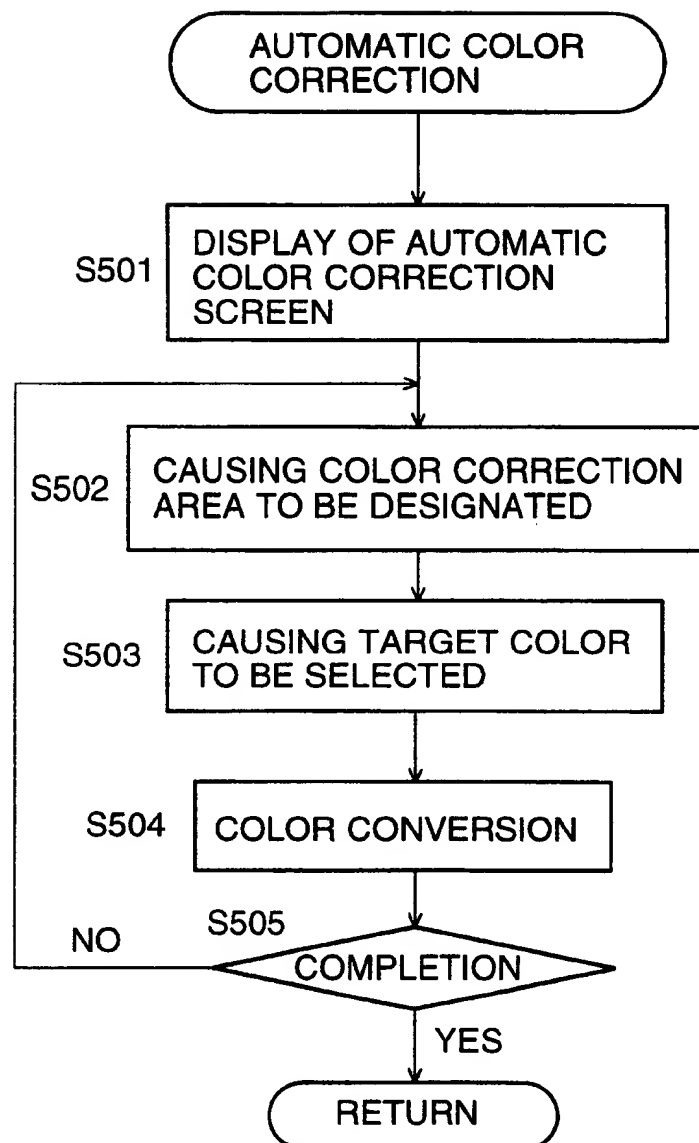 AUTOMATIC COLOR
CORRECTION
S501
DISPLAY OF AUTOMATIC
COLOR CORRECTION
SCREEN
S502
CAUSING COLOR CORRECTION
AREA TO BE DESIGNATED
S503
CAUSING TARGET COLOR
TO BE SELECTED
S504
COLOR CONVERSION
S505
NO
COMPLETION
YES
RETURN